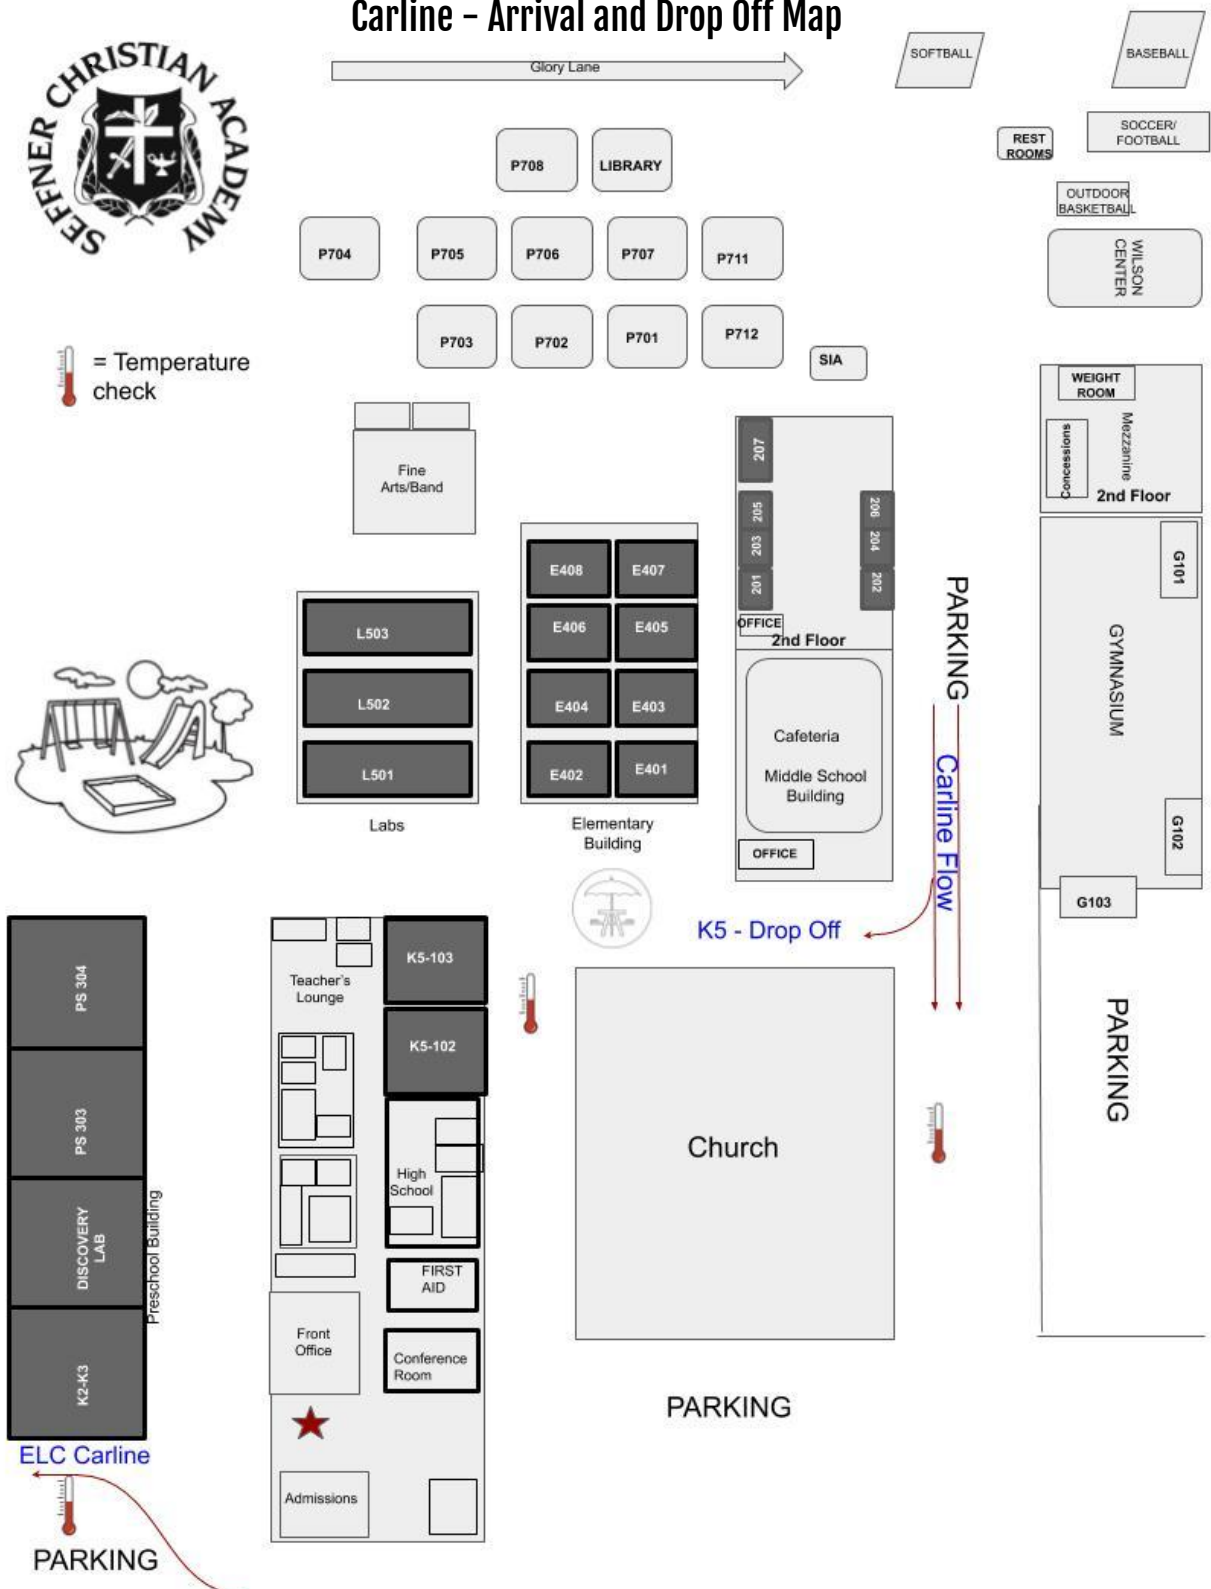 Carline – Arrival and Drop Off Map
SEFFNER CHRISTIAN ACADEMY
Glory Lane
SOFTBALL
BASEBALL
SOCCER/
FOOTBALL
REST
ROOMS
OUTDOOR
BASKETBALL
WILSON
CENTER
P708
LIBRARY
P704
P705
P706
P707
P711
P703
P702
P701
P712
SIA
= Temperature
check
WEIGHT
ROOM
Mezzanine
Concessions
2nd Floor
Fine
Arts/Band
207
205
203
201
206
204
202
OFFICE
2nd Floor
E408
E407
E406
E405
E404
E403
E402
E401
Elementary
Building
L503
L502
L501
Labs
Cafeteria
Middle School
Building
OFFICE
PARKING
Carline Flow
G101
GYMNASIUM
G102
G103
PARKING
K5 - Drop Off
Church
PARKING
PS 304
PS 303
DISCOVERY
LAB
K2-K3
Preschool Building
Teacher's
Lounge
K5-103
K5-102
High
School
FIRST
AID
Front
Office
Conference
Room
Admissions
ELC Carline
PARKING